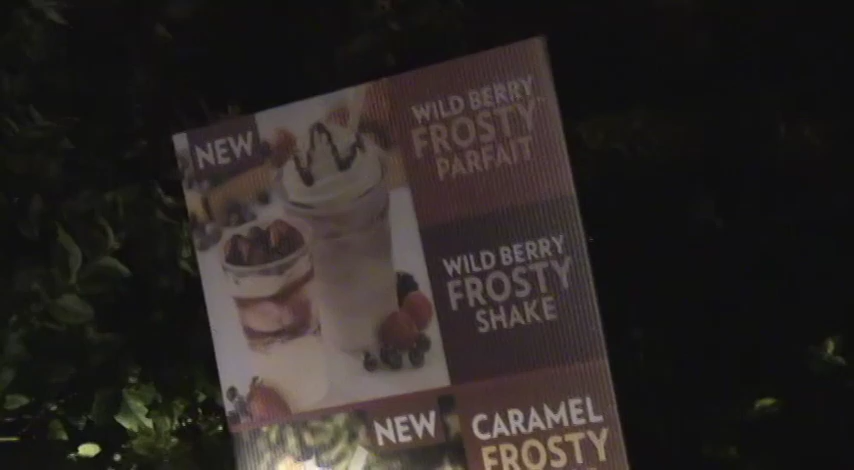 NEW
WILD BERRY
FROSTY
PARFAIT
WILD BERRY
FROSTY
SHAKE
NEW
CARAMEL
FROSTY